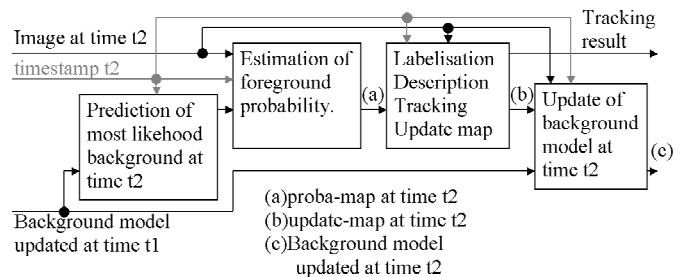 Image at time t2
timestamp t2
Estimation of
foreground
probability.
Labelisation
Description
Tracking
Update map
Tracking
result
Prediction of
most likehood
background at
time t2
(a)
(b)
Update of
background
model at
time t2
(c)
Background model
updated at time t1
(a)proba-map at time t2
(b)update-map at time t2
(c)Background model
updated at time t2